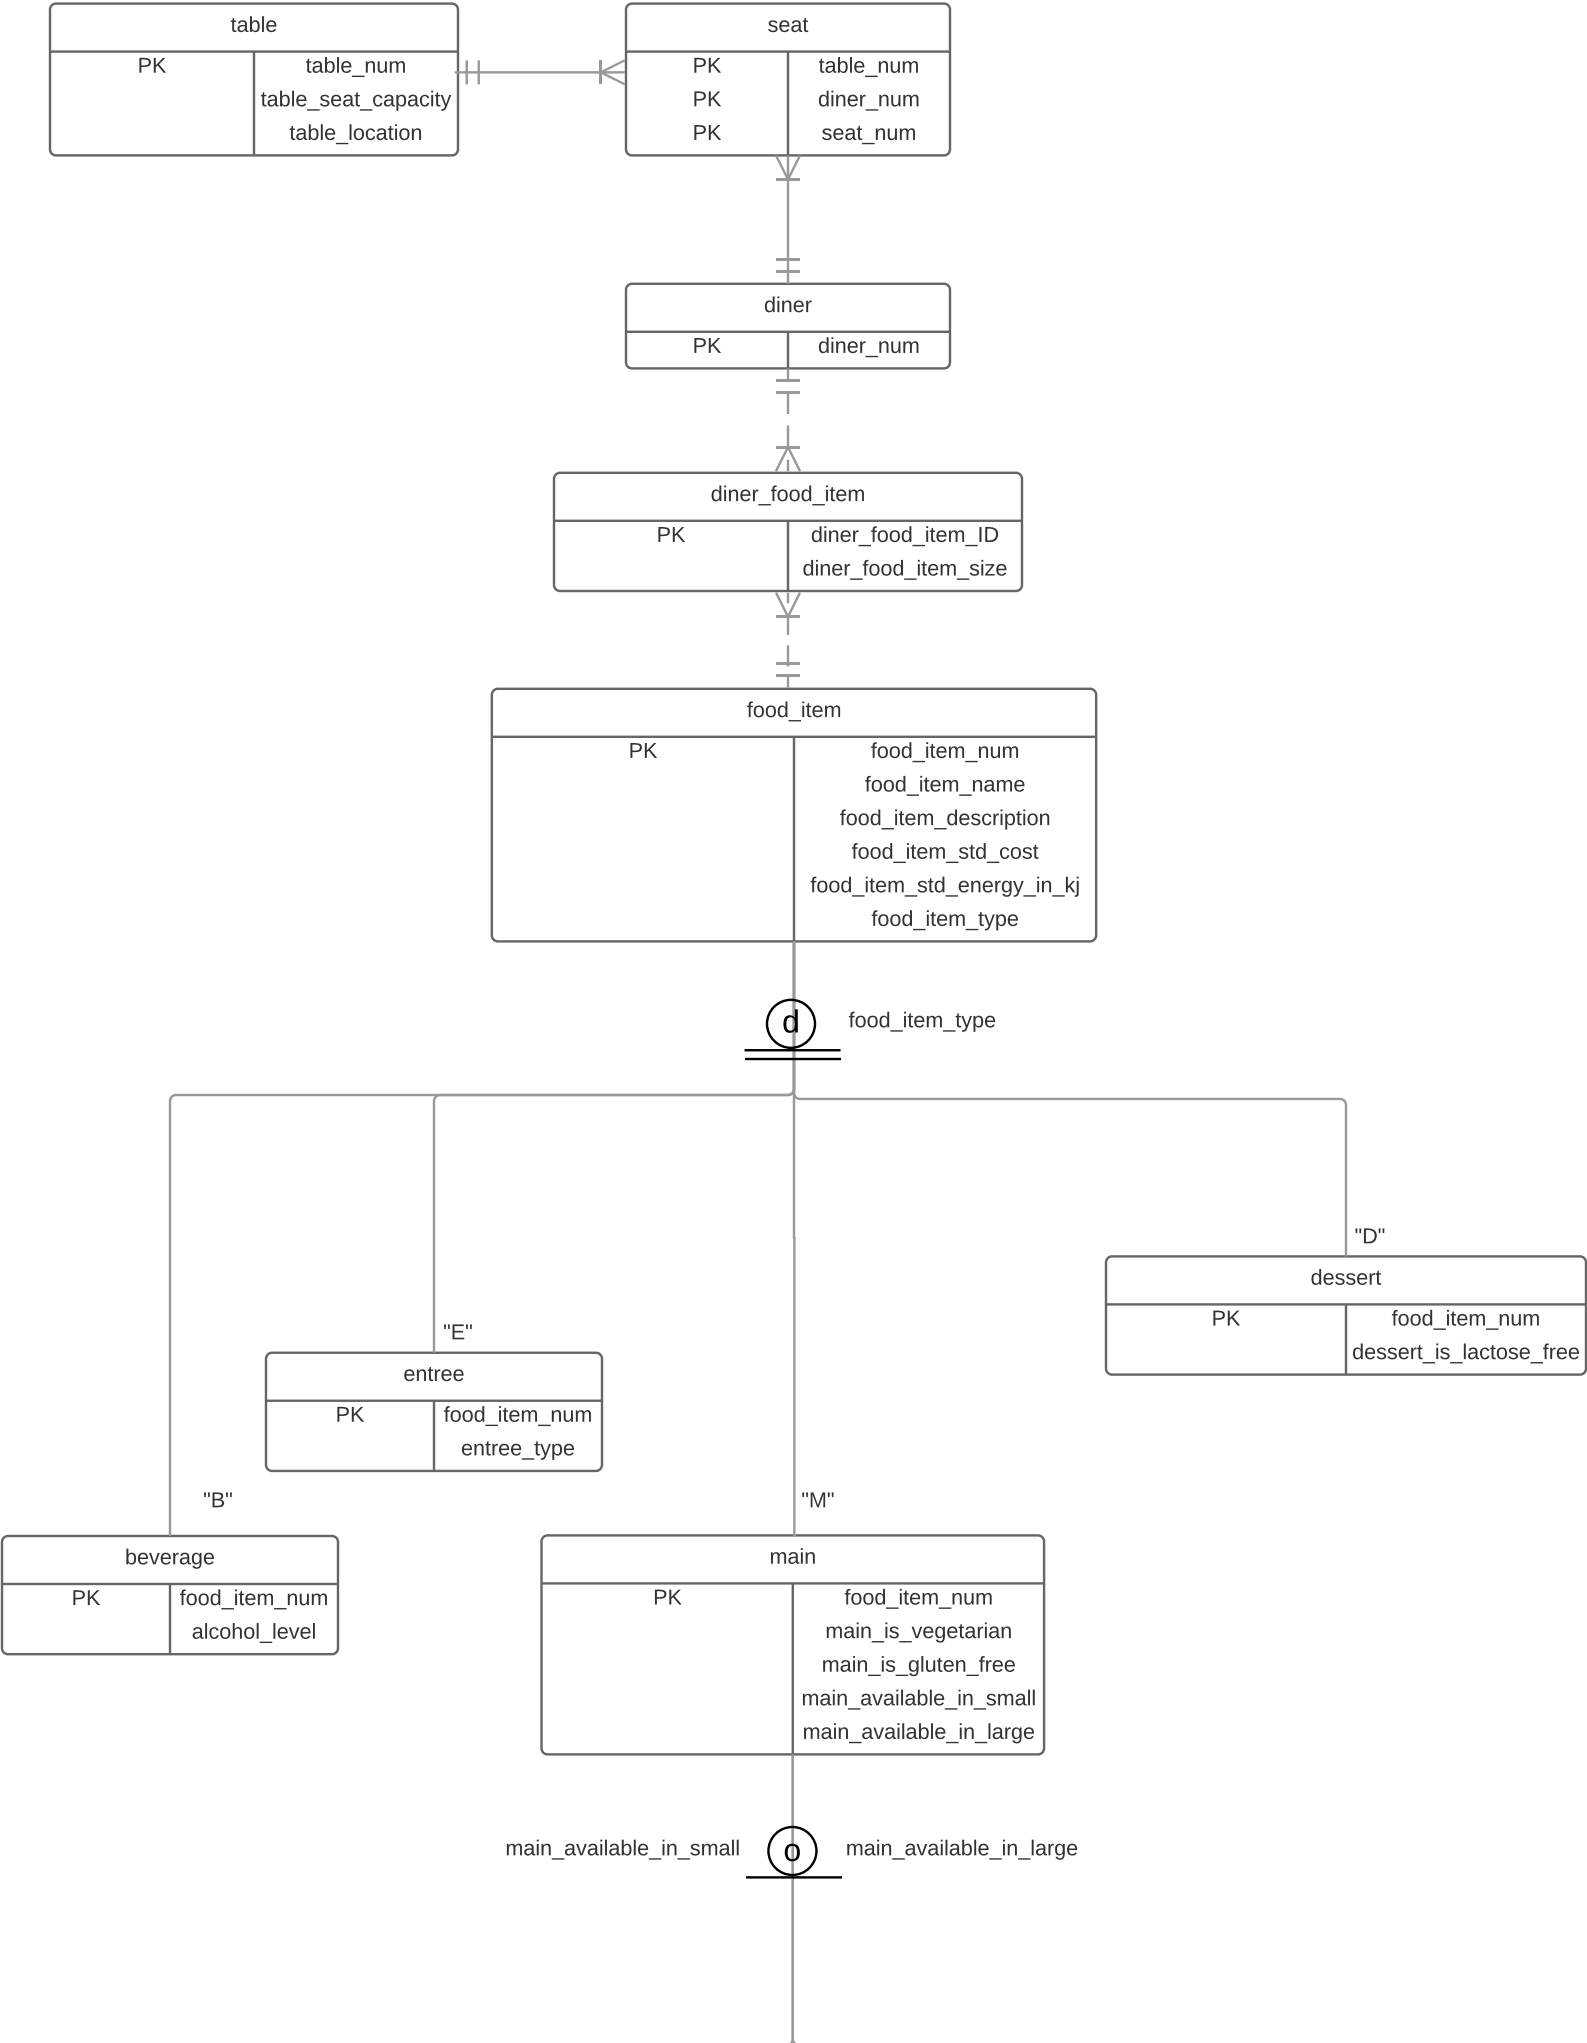 table
PK table_num
table_seat_capacity
table_location
seat
PK table_num
PK diner_num
PK seat_num
diner
PK diner_num
diner_food_item
PK diner_food_item_ID
diner_food_item_size
food_item
PK food_item_num
food_item_name
food_item_description
food_item_std_cost
food_item_std_energy_in_kj
food_item_type
d food_item_type
"D"
dessert
PK food_item_num
dessert_is_lactose_free
"E"
entree
PK food_item_num
entree_type
"B"
beverage
PK food_item_num
alcohol_level
"M"
main
PK food_item_num
main_is_vegetarian
main_is_gluten_free
main_available_in_small
main_available_in_large
main_available_in_small o main_available_in_large